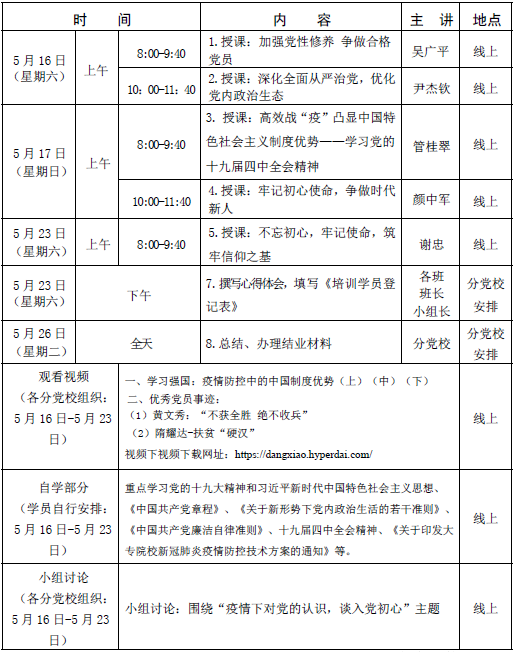 时 间 内 容 主 讲 地点
5 月 16 日
（星期六）
上午
8:00-9:40
1.授课：加强党性修养 争做合格
党员
吴广平
线上
10：00-11：40
2.授课：深化全面从严治党，优化
党内政治生态
尹杰钦
线上
5 月 17 日
（星期日）
上午
8:00-9:40
3. 授课：高效战“疫”凸显中国特
色社会主义制度优势——学习党的
十九届四中全会精神
管桂翠
线上
10:00-11:40
4.授课：牢记初心使命，争做时代
新人
颜中军
线上
5 月 23 日
（星期六）
上午
8:00-9:40
5.授课：不忘初心，牢记使命，筑
牢信仰之基
谢忠
线上
5 月 23 日
（星期六）
下午
7.撰写心得体会，填写《培训学员登
记表》
各班
班长
小组长
分党校
安排
5 月 26 日
（星期二）
全天
8.总结、办理结业材料
分党校
分党校
安排
观看视频
（各分党校组织：
5 月 16 日-5 月 23
日）
一、学习强国：疫情防控中的中国制度优势（上）（中）（下）
二、优秀党员事迹：
（1）黄文秀：“不获全胜 绝不收兵”
（2）隋耀达-扶贫“硬汉”
视频下视频下载网址：https://dangxiao.hyperdai.com/
线上
自学部分
（学员自行安排：
5 月 16 日-5 月 23
日）
重点学习党的十九大精神和习近平新时代中国特色社会主义思想、
《中国共产党章程》、《关于新形势下党内政治生活的若干准则》、
《中国共产党廉洁自律准则》、十九届四中全会精神、《关于印发大
专院校新冠肺炎疫情防控技术方案的通知》等。
线上
小组讨论
（各分党校组织：
5 月 16 日-5 月 23
日）
小组讨论：围绕“疫情下对党的认识，谈入党初心”主题
线上